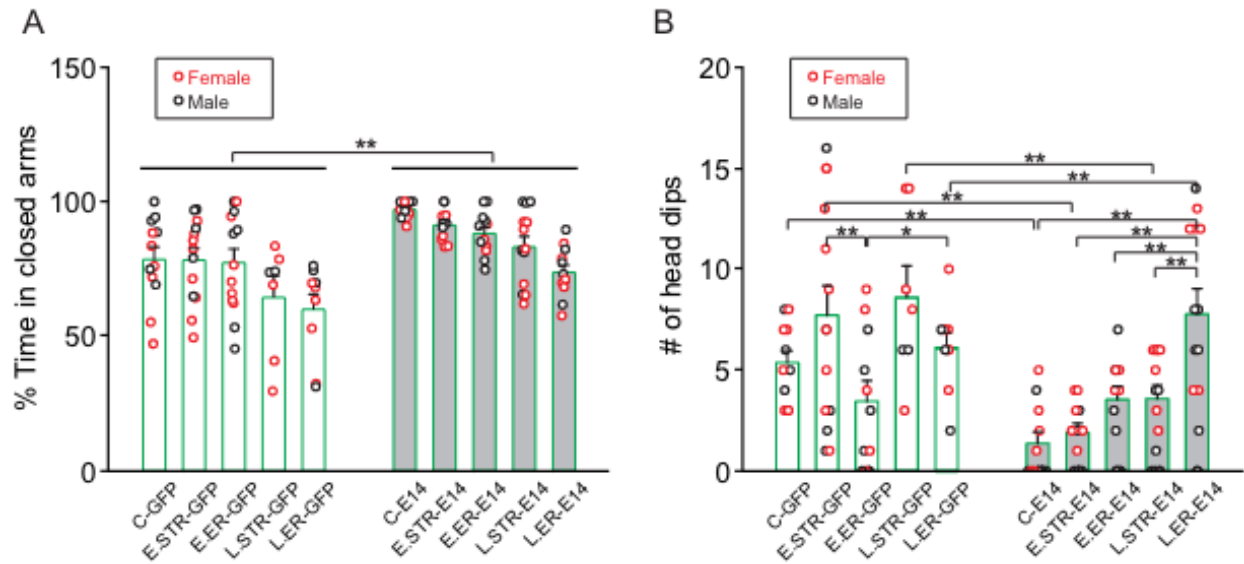 A
B
% Time in closed arms
150
100
50
0
Female
Male
**
C-GFP
E.STR-GFP
E.ER-GFP
L.STR-GFP
L.ER-GFP
C-E14
E.STR-E14
E.ER-E14
L.STR-E14
L.ER-E14
# of head dips
20
15
10
5
0
Female
Male
**
**
**
**
**
**
*
**
**
**
C-GFP
E.STR-GFP
E.ER-GFP
L.STR-GFP
L.ER-GFP
C-E14
E.STR-E14
E.ER-E14
L.STR-E14
L.ER-E14